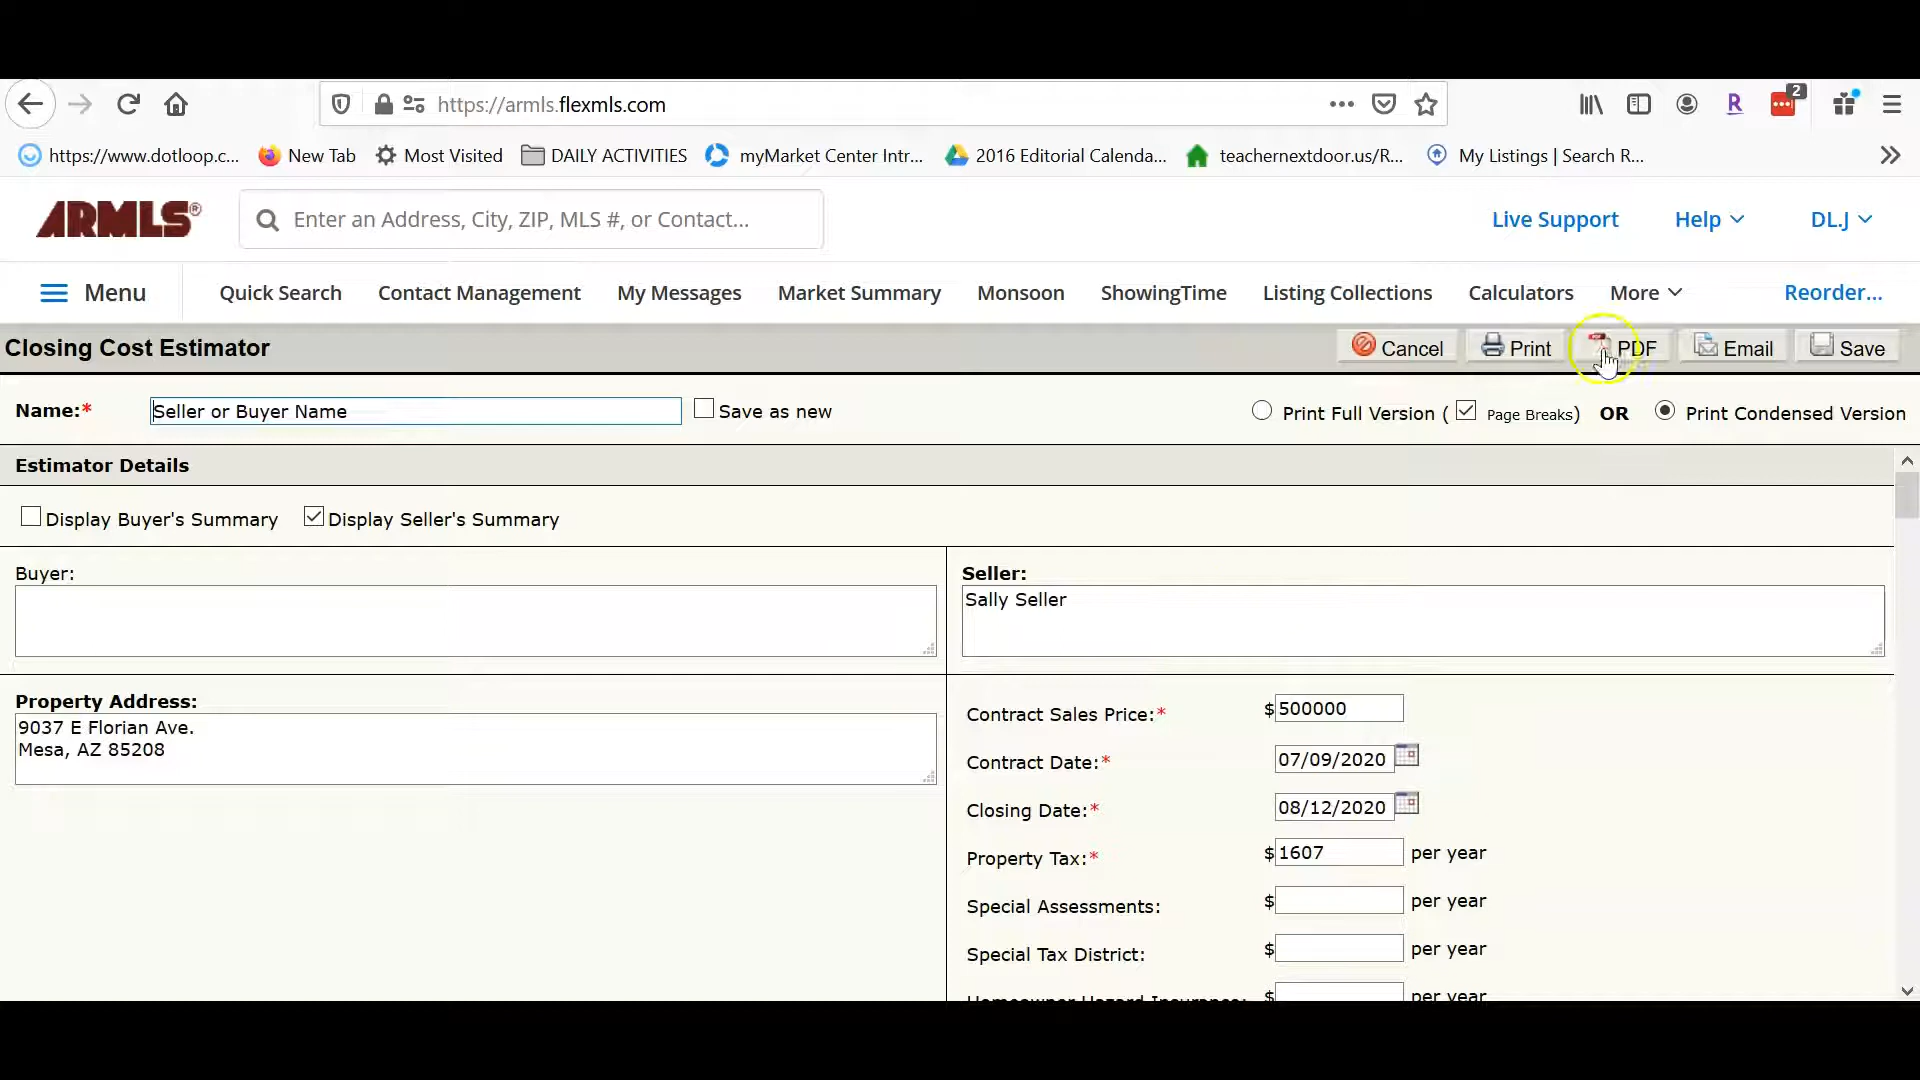 https://armls.flexmls.com
2
https://www.dotloop.c... New Tab Most Visited DAILY ACTIVITIES myMarket Center Intr... 2016 Editorial Calenda... teachernextdoor.us/R... My Listings | Search R...
ARMLS® Enter an Address, City, ZIP, MLS #, or Contact... Live Support Help DL.J
Menu Quick Search Contact Management My Messages Market Summary Monsoon ShowingTime Listing Collections Calculators More Reorder...
Closing Cost Estimator Cancel Print PDF Email Save
Name:* Seller or Buyer Name Save as new Print Full Version ( Page Breaks) OR Print Condensed Version
Estimator Details
Display Buyer's Summary Display Seller's Summary
Buyer:
Seller:
Sally Seller
Property Address:
9037 E Florian Ave.
Mesa, AZ 85208
Contract Sales Price:* $ 500000
Contract Date:* 07/09/2020
Closing Date:* 08/12/2020
Property Tax:* $ 1607 per year
Special Assessments: $ per year
Special Tax District: $ per year
Homeowner Hazard Insurance: $ per year